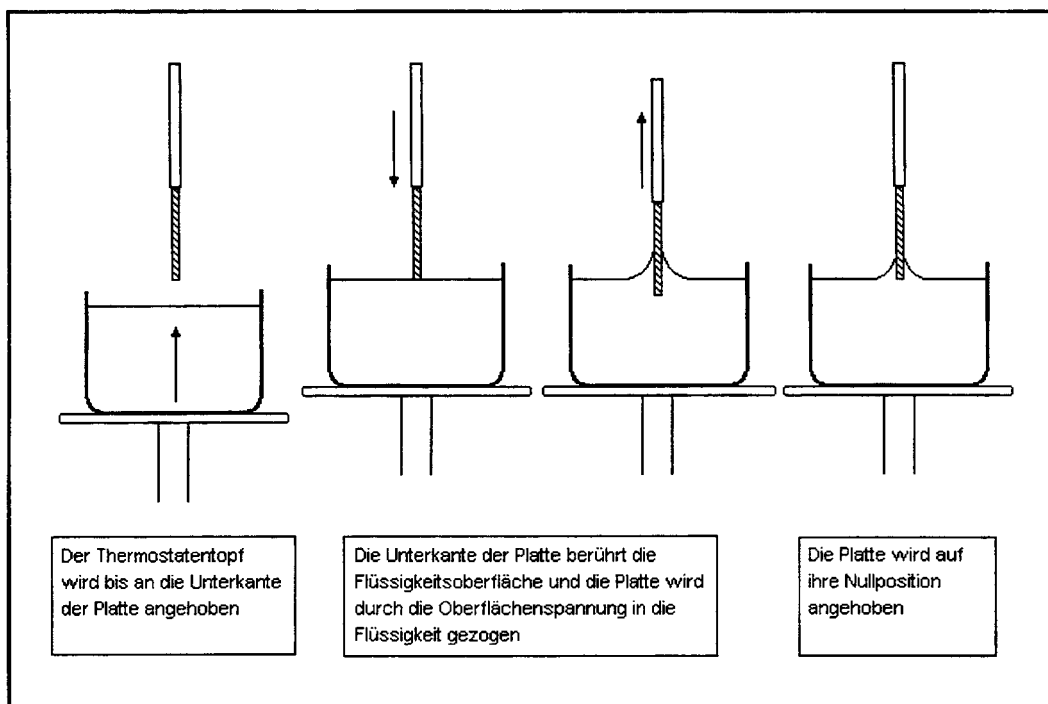 Der Thermostatentopf
wird bis an die Unterkante
der Platte angehoben
Die Unterkante der Platte berührt die
Flüssigkeitsoberfläche und die Platte wird
durch die Oberflächenspannung in die
Flüssigkeit gezogen
Die Platte wird auf
ihre Nullposition
angehoben